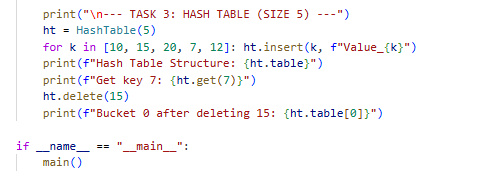 print("\n--- TASK 3: HASH TABLE (SIZE 5) ---")
ht = HashTable(5)
for k in [10, 15, 20, 7, 12]: ht.insert(k, f"Value_{k}")
print(f"Hash Table Structure: {ht.table}")
print(f"Get key 7: {ht.get(7)}")
ht.delete(15)
print(f"Bucket 0 after deleting 15: {ht.table[0]}")
if __name__ == "__main__":
main()